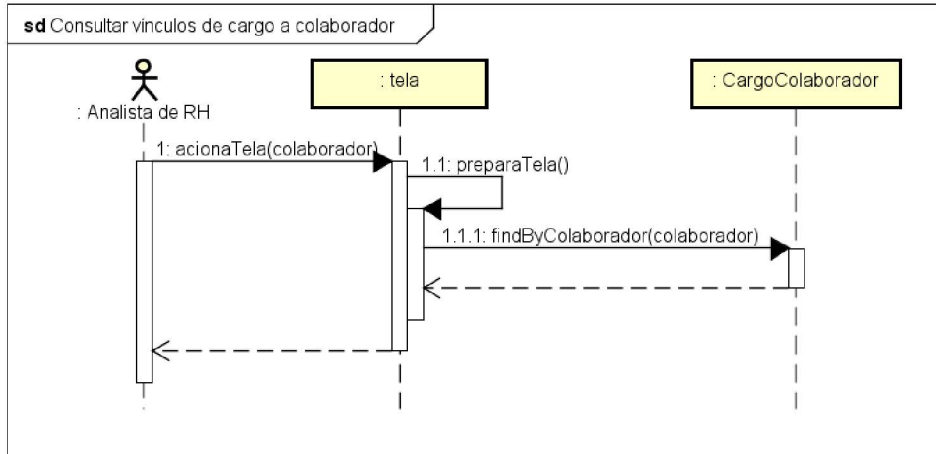 sd Consultar vinculos de cargo a colaborador
: Analista de RH
: tela
: CargoColaborador
1: acionaTela(colaborador)
1.1: preparaTela()
1.1.1: findByColaborador(colaborador)